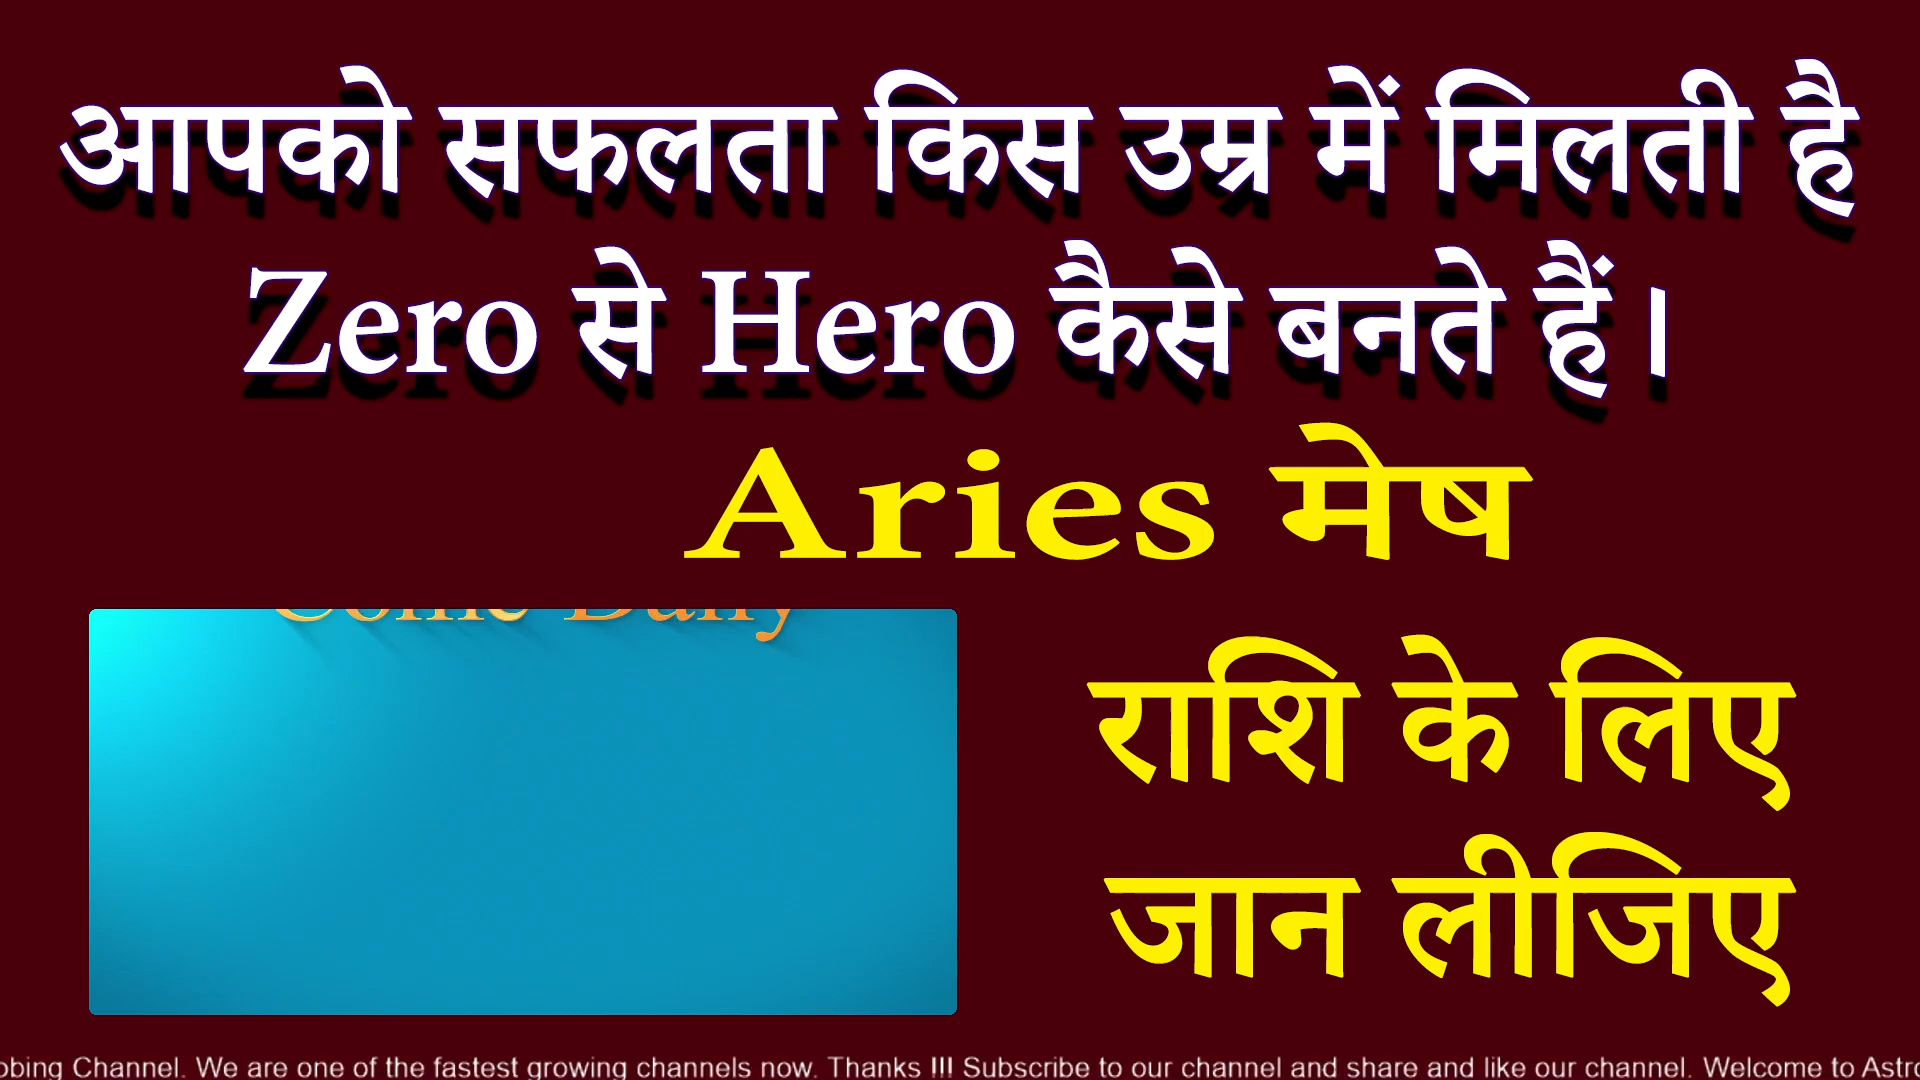 आपको सफलता किस उम्र में मिलती है
Zero से Hero कैसे बनते हैं।
Aries मेष
राशि के लिए
जान लीजिए
Channel. We are one of the fastest growing channels now. Thanks !!! Subscribe to our channel and share and like our channel. Welcome to